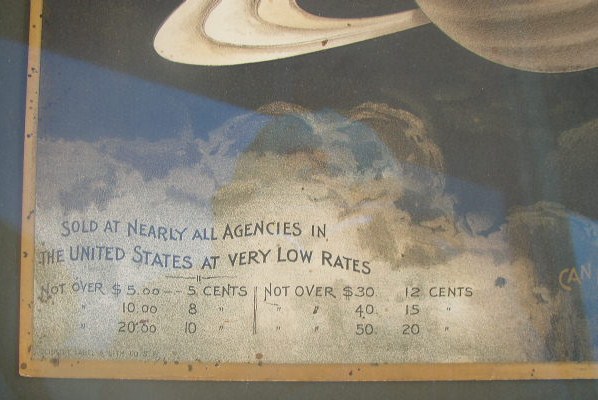 SOLD AT NEARLY ALL AGENCIES IN
THE UNITED STATES AT VERY LOW RATES
NOT OVER $5.00 -- 5 CENTS NOT OVER $30. 12 CENTS
" 10.00 8 " " " 40. 15 "
" 20.00 10 " " " 50. 20 "
CAN